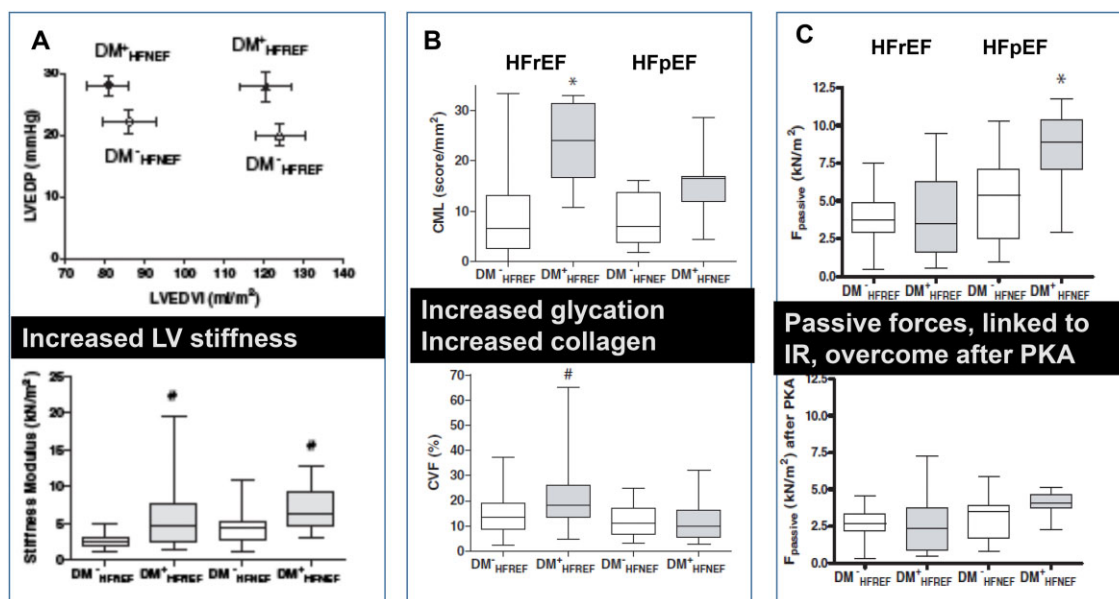 A
DM⁺HFNEF
DM⁺HFREF
30
20
10
0
LVEDP (mmHg)
DM⁻HFNEF
DM⁻HFREF
70 80 90 100 110 120 130 140
LVEDVI (ml/m²)
Increased LV stiffness
25
20
15
10
5
0
Stiffness Modulus (kN/m²)
#
#
DM⁻HFREF DM⁺HFREF DM⁻HFNEF DM⁺HFNEF
B
HFrEF HFpEF
*
30
20
10
0
CML (score/mm²)
DM⁻HFREF DM⁺HFREF DM⁻HFNEF DM⁺HFNEF
Increased glycation
Increased collagen
70
60
50
40
30
20
10
0
CVF (%)
#
DM⁻HFREF DM⁺HFREF DM⁻HFNEF DM⁺HFNEF
C
HFrEF HFpEF
*
12.5
10.0
7.5
5.0
2.5
0.0
Fpassive (kN/m²)
DM⁻HFREF DM⁺HFREF DM⁻HFNEF DM⁺HFNEF
Passive forces, linked to
IR, overcome after PKA
12.5
10.0
7.5
5.0
2.5
0.0
Fpassive (kN/m²) after PKA
DM⁻HFREF DM⁺HFREF DM⁻HFNEF DM⁺HFNEF